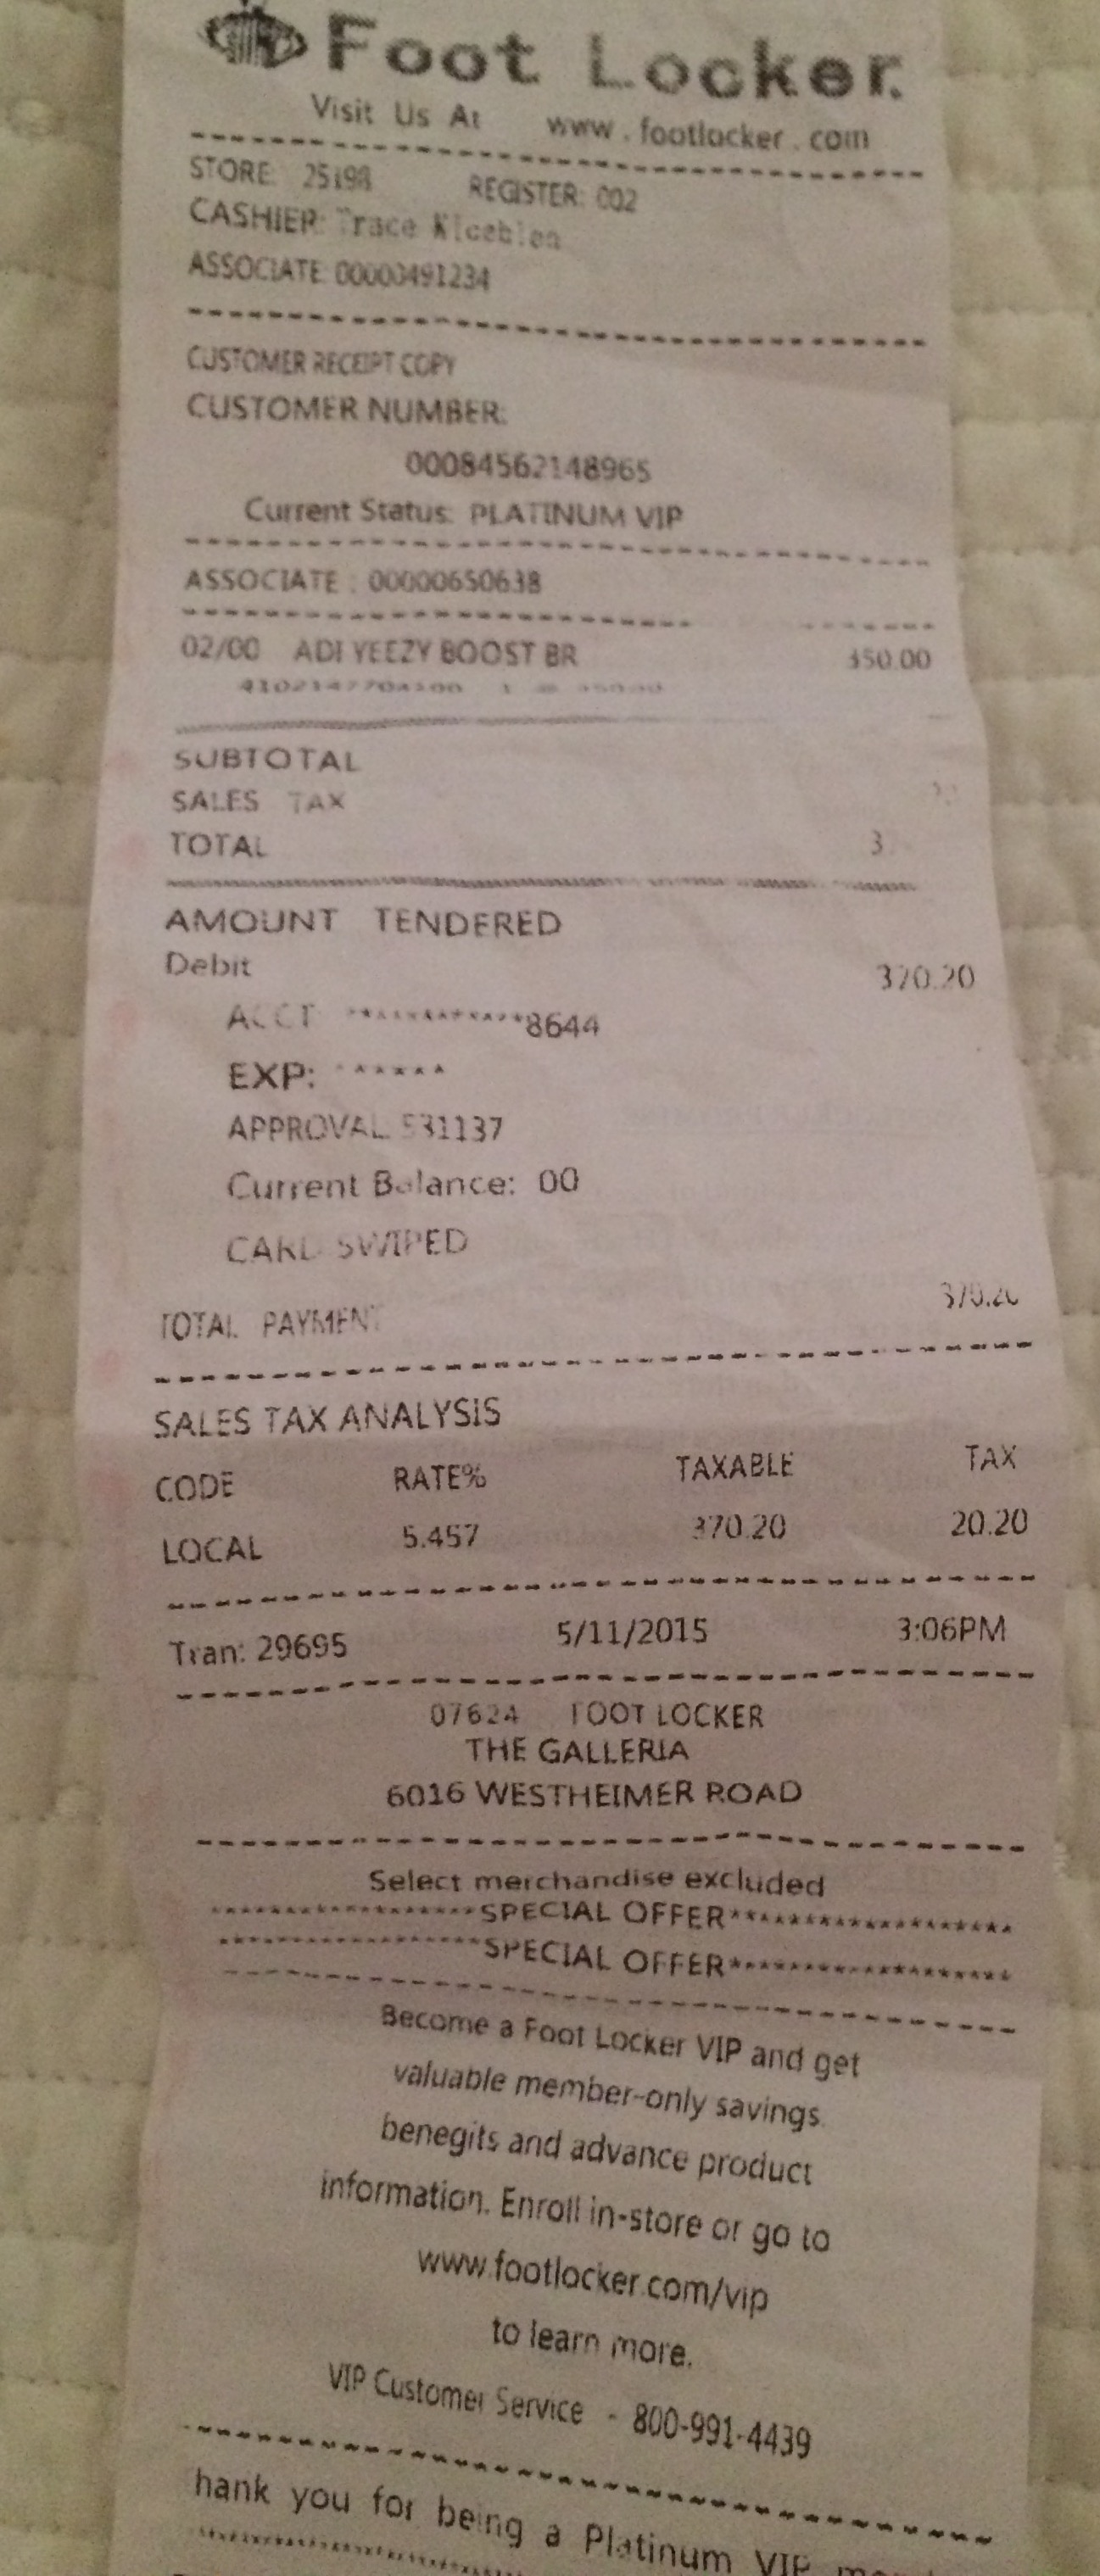 Foot Locker.
Visit Us At www.footlocker.com
STORE: 25198 REGISTER: 002
CASHIER: Trace
ASSOCIATE: 00000491234
CUSTOMER RECEIPT COPY
CUSTOMER NUMBER:
00084562148965
Current Status: PLATINUM VIP
ASSOCIATE : 00000650638
02/00 ADI YEEZY BOOST BR 350.00
SUBTOTAL
SALES TAX
TOTAL 3
AMOUNT TENDERED
Debit 370.20
ACCT ************8644
EXP: ******
APPROVAL: 531137
Current Balance: 00
CARD SWIPED
TOTAL PAYMENT 370.20
SALES TAX ANALYSIS
CODE RATE% TAXABLE TAX
LOCAL 5.457 370.20 20.20
Tran: 29695 5/11/2015 3:06PM
07624 FOOT LOCKER
THE GALLERIA
6016 WESTHEIMER ROAD
Select merchandise excluded
*******************SPECIAL OFFER********************
*******************SPECIAL OFFER********************
Become a Foot Locker VIP and get
valuable member-only savings.
benegits and advance product
information. Enroll in-store or go to
www.footlocker.com/vip
to learn more.
VIP Customer Service - 800-991-4439
hank you for being a Platinum VIP